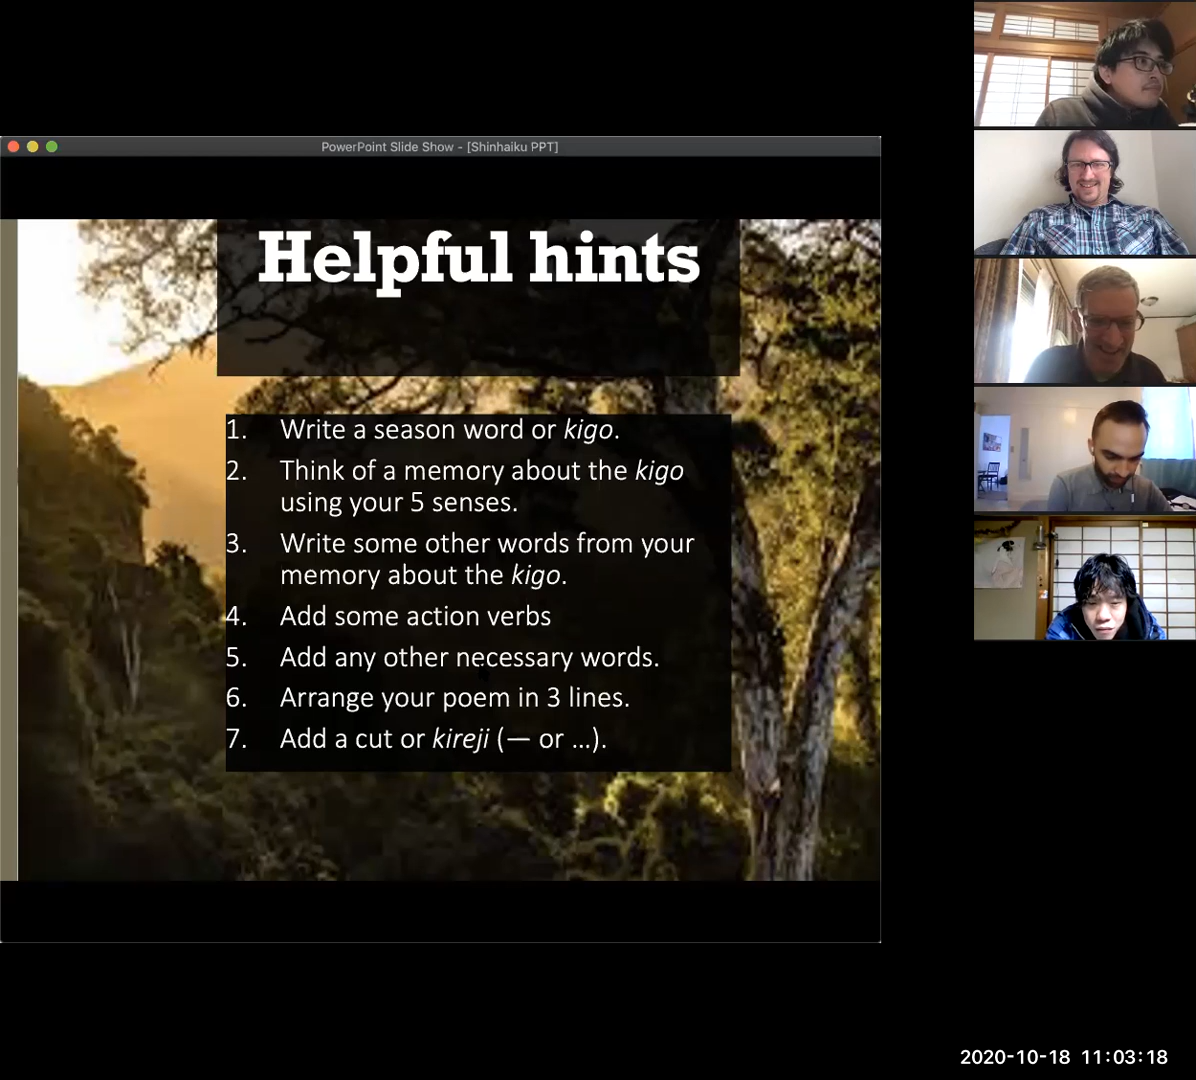 PowerPoint Slide Show - [Shinhaiku PPT]
Helpful hints
1. Write a season word or kigo.
2. Think of a memory about the kigo
using your 5 senses.
3. Write some other words from your
memory about the kigo.
4. Add some action verbs
5. Add any other necessary words.
6. Arrange your poem in 3 lines.
7. Add a cut or kireji (— or ...).
2020-10-18 11:03:18